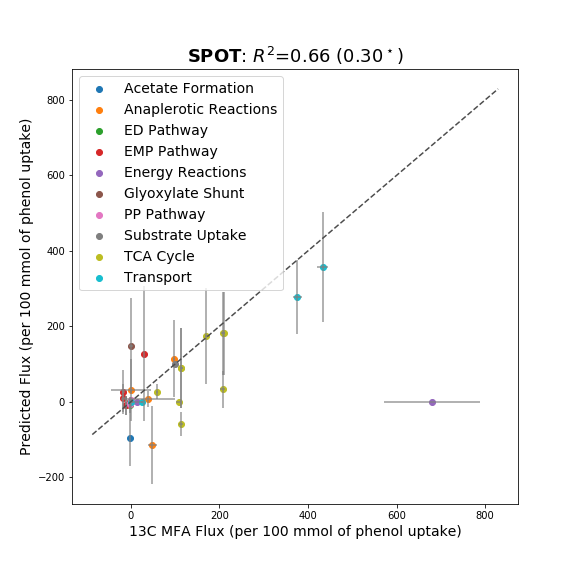 SPOT: R²=0.66 (0.30*)
Acetate Formation
Anaplerotic Reactions
ED Pathway
EMP Pathway
Energy Reactions
Glyoxylate Shunt
PP Pathway
Substrate Uptake
TCA Cycle
Transport
Predicted Flux (per 100 mmol of phenol uptake)
800
600
400
200
0
−200
0 200 400 600 800
13C MFA Flux (per 100 mmol of phenol uptake)